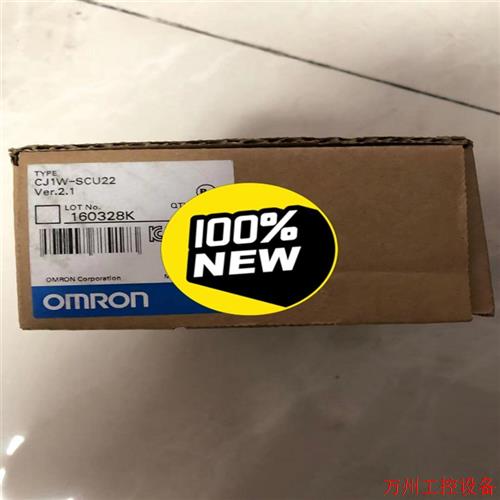 TYPE
CJ1W-SCU22
Ver.2.1
LOT No.
160328K
OMRON Corporation
OMRON
100%
NEW
万州工控设备